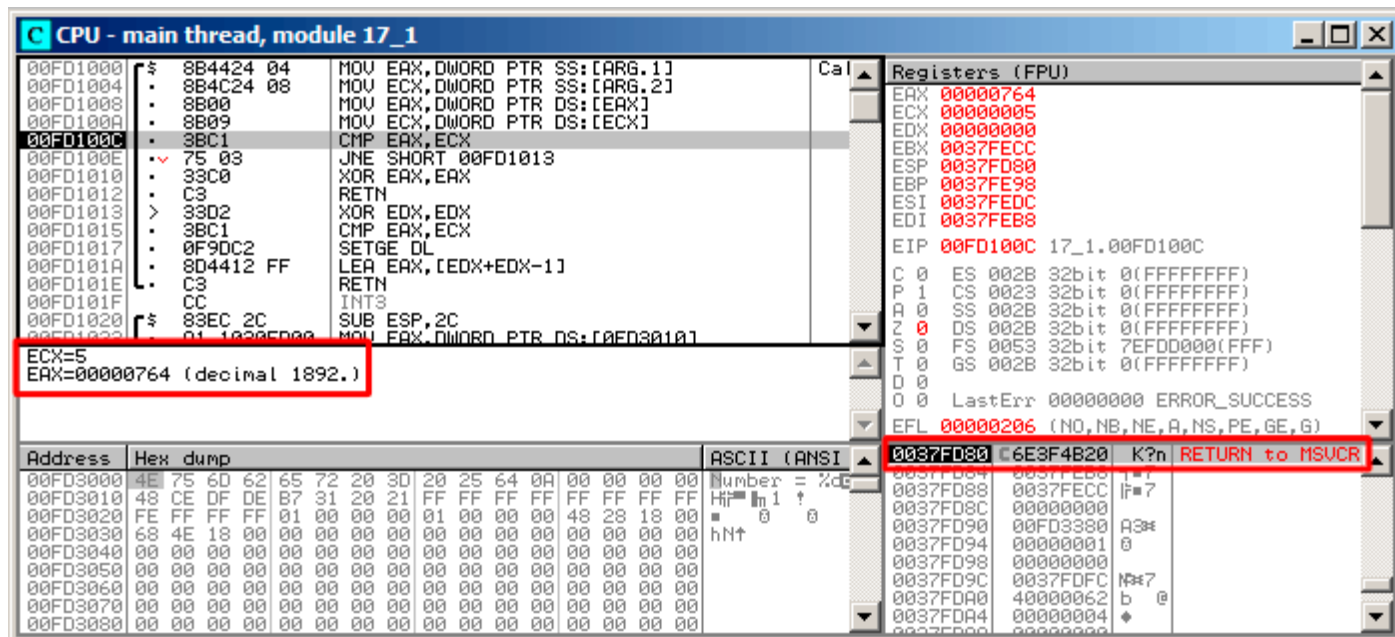 C CPU - main thread, module 17_1
00FD1000 $ 8B4424 04 MOV EAX,DWORD PTR SS:[ARG.1] Cal
00FD1004 . 8B4C24 08 MOV ECX,DWORD PTR SS:[ARG.2]
00FD1008 . 8B00 MOV EAX,DWORD PTR DS:[EAX]
00FD100A . 8B09 MOV ECX,DWORD PTR DS:[ECX]
00FD100C . 3BC1 CMP EAX,ECX
00FD100E . 75 03 JNE SHORT 00FD1013
00FD1010 . 33C0 XOR EAX,EAX
00FD1012 . C3 RETN
00FD1013 > 33D2 XOR EDX,EDX
00FD1015 . 3BC1 CMP EAX,ECX
00FD1017 . 0F9DC2 SETGE DL
00FD101A . 8D4412 FF LEA EAX,[EDX+EDX-1]
00FD101E . C3 RETN
00FD101F CC INT3
00FD1020 $ 83EC 2C SUB ESP,2C
MOV EAX,DWORD PTR DS:[0FD3010]
ECX=5
EAX=00000764 (decimal 1892.)
Registers (FPU)
EAX 00000764
ECX 00000005
EDX 00000000
EBX 0037FECC
ESP 0037FD80
EBP 0037FE98
ESI 0037FEDC
EDI 0037FEB8
EIP 00FD100C 17_1.00FD100C
C 0 ES 002B 32bit 0(FFFFFFFF)
P 1 CS 0023 32bit 0(FFFFFFFF)
A 0 SS 002B 32bit 0(FFFFFFFF)
Z 0 DS 002B 32bit 0(FFFFFFFF)
S 0 FS 0053 32bit 7EFDD000(FFF)
T 0 GS 002B 32bit 0(FFFFFFFF)
D 0
O 0 LastErr 00000000 ERROR_SUCCESS
EFL 00000206 (NO,NB,NE,A,NS,PE,GE,G)
Address Hex dump ASCII (ANSI
00FD3000 4E 75 6D 62 65 72 20 3D 20 25 64 0A 00 00 00 00 Number = %d
00FD3010 48 CE DF DE B7 31 20 21 FF FF FF FF FF FF FF FF
00FD3020 FE FF FF FF 01 00 00 00 01 00 00 00 48 28 18 00
00FD3030 68 4E 18 00 00 00 00 00 00 00 00 00 00 00 00 00 hN↑
00FD3040 00 00 00 00 00 00 00 00 00 00 00 00 00 00 00 00
00FD3050 00 00 00 00 00 00 00 00 00 00 00 00 00 00 00 00
00FD3060 00 00 00 00 00 00 00 00 00 00 00 00 00 00 00 00
00FD3070 00 00 00 00 00 00 00 00 00 00 00 00 00 00 00 00
00FD3080 00 00 00 00 00 00 00 00 00 00 00 00 00 00 00 00
0037FD80 6E3F4B20 K?n RETURN to MSVCR
0037FD84 0037FEB8
0037FD88 0037FECC
0037FD8C 00000000
0037FD90 00FD3380
0037FD94 00000001
0037FD98 00000000
0037FD9C 0037FDFC
0037FDA0 40000062 b @
0037FDA4 00000004 ♦